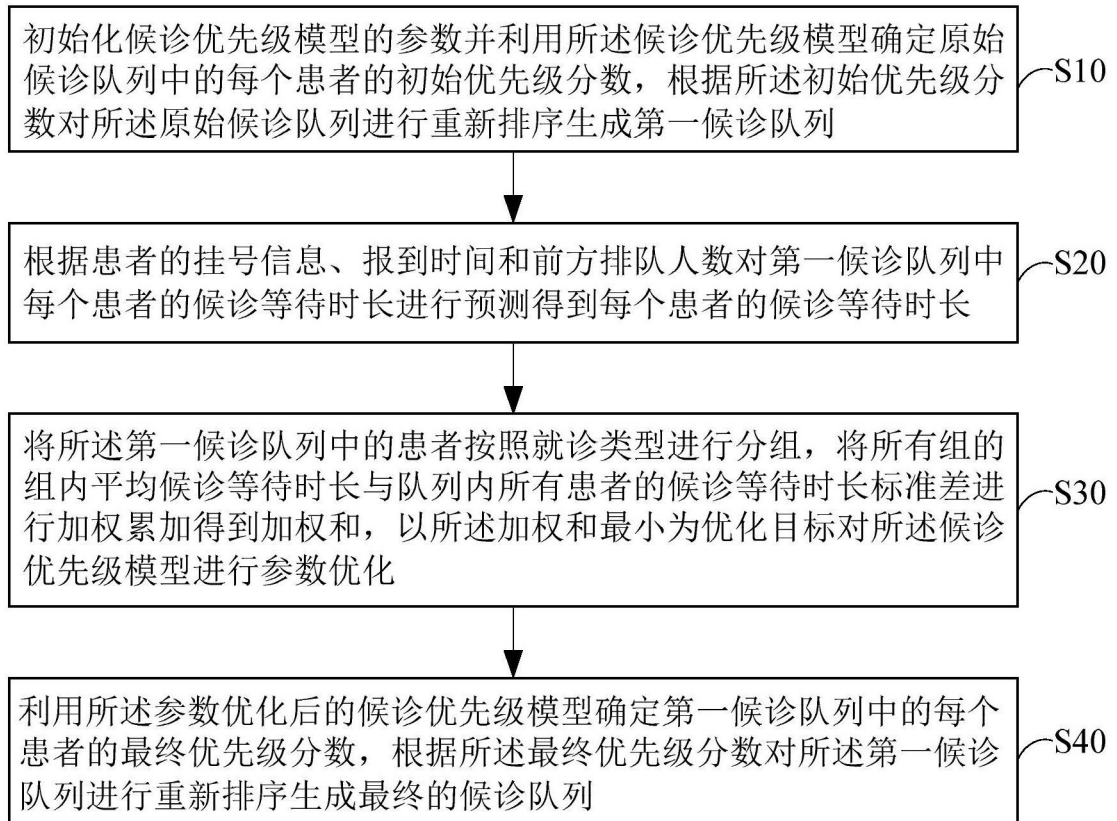 初始化候诊优先级模型的参数并利用所述候诊优先级模型确定原始
候诊队列中的每个患者的初始优先级分数，根据所述初始优先级分
数对所述原始候诊队列进行重新排序生成第一候诊队列
S10
根据患者的挂号信息、报到时间和前方排队人数对第一候诊队列中
每个患者的候诊等待时长进行预测得到每个患者的候诊等待时长
S20
将所述第一候诊队列中的患者按照就诊类型进行分组，将所有组的
组内平均候诊等待时长与队列内所有患者的候诊等待时长标准差进
行加权累加得到加权和，以所述加权和最小为优化目标对所述候诊
优先级模型进行参数优化
S30
利用所述参数优化后的候诊优先级模型确定第一候诊队列中的每个
患者的最终优先级分数，根据所述最终优先级分数对所述第一候诊
队列进行重新排序生成最终的候诊队列
S40